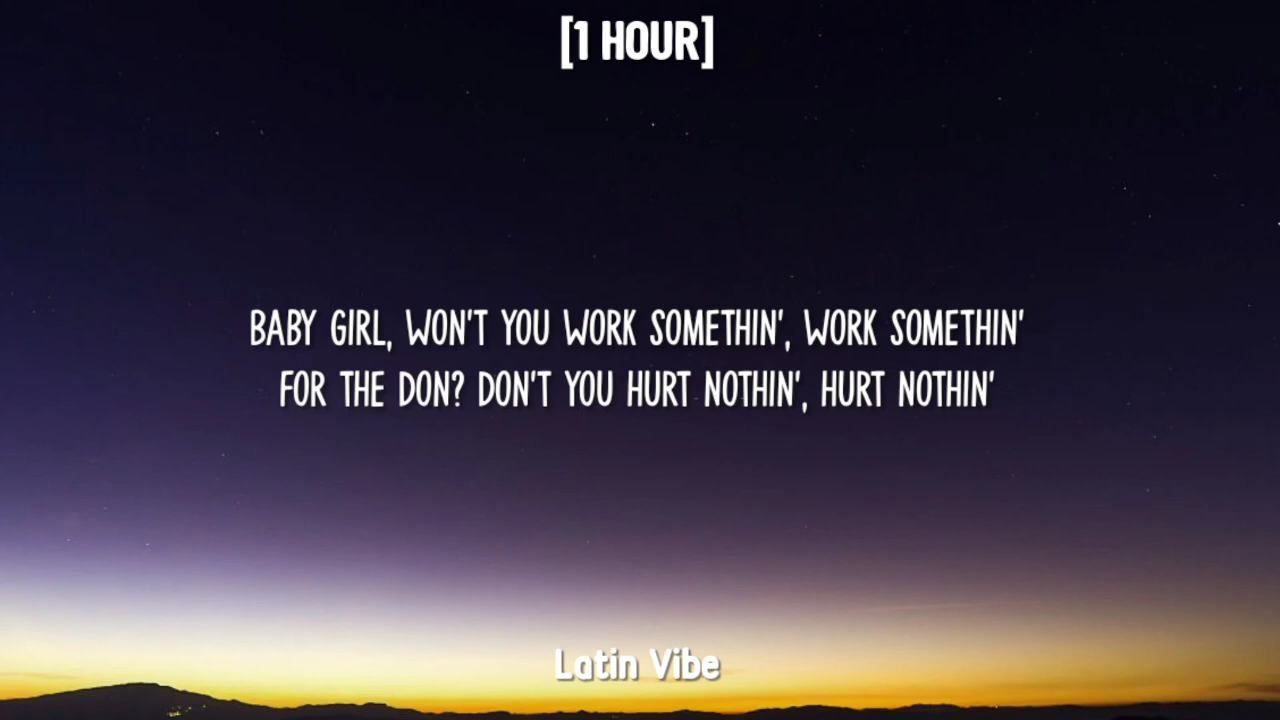 [1 HOUR]
BABY GIRL, WON'T YOU WORK SOMETHIN', WORK SOMETHIN'
FOR THE DON? DON'T YOU HURT NOTHIN', HURT NOTHIN'
Latin Vibe